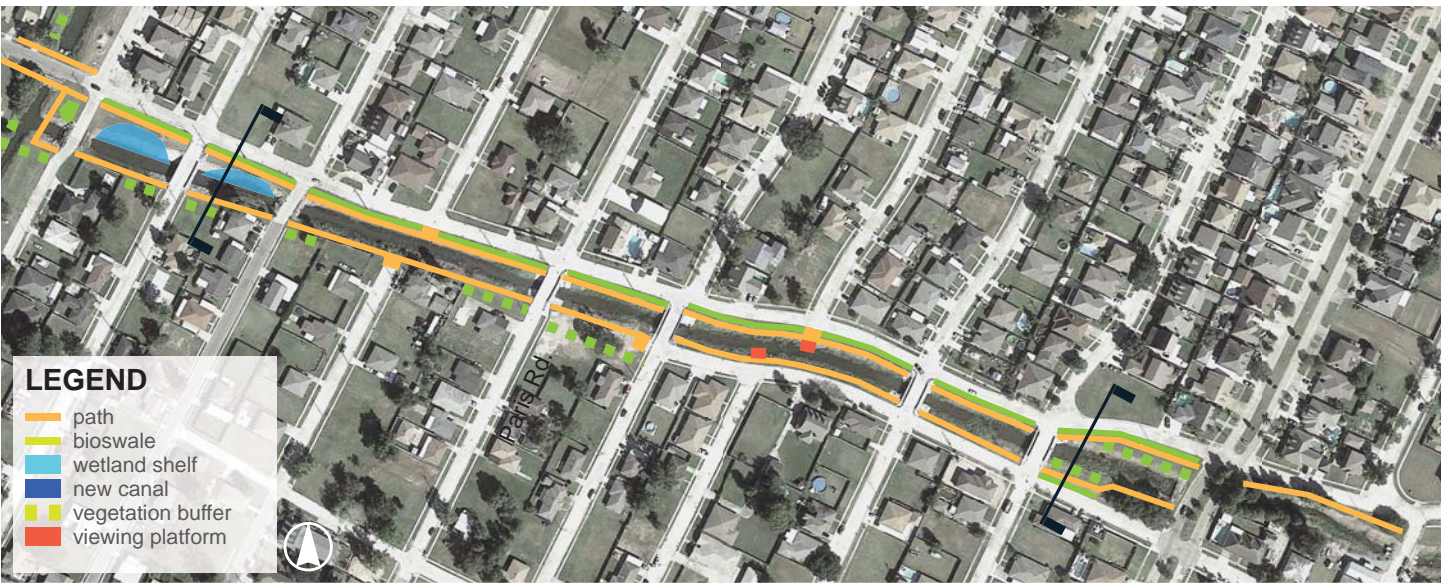 Paris Rd
LEGEND
path
bioswale
wetland shelf
new canal
vegetation buffer
viewing platform